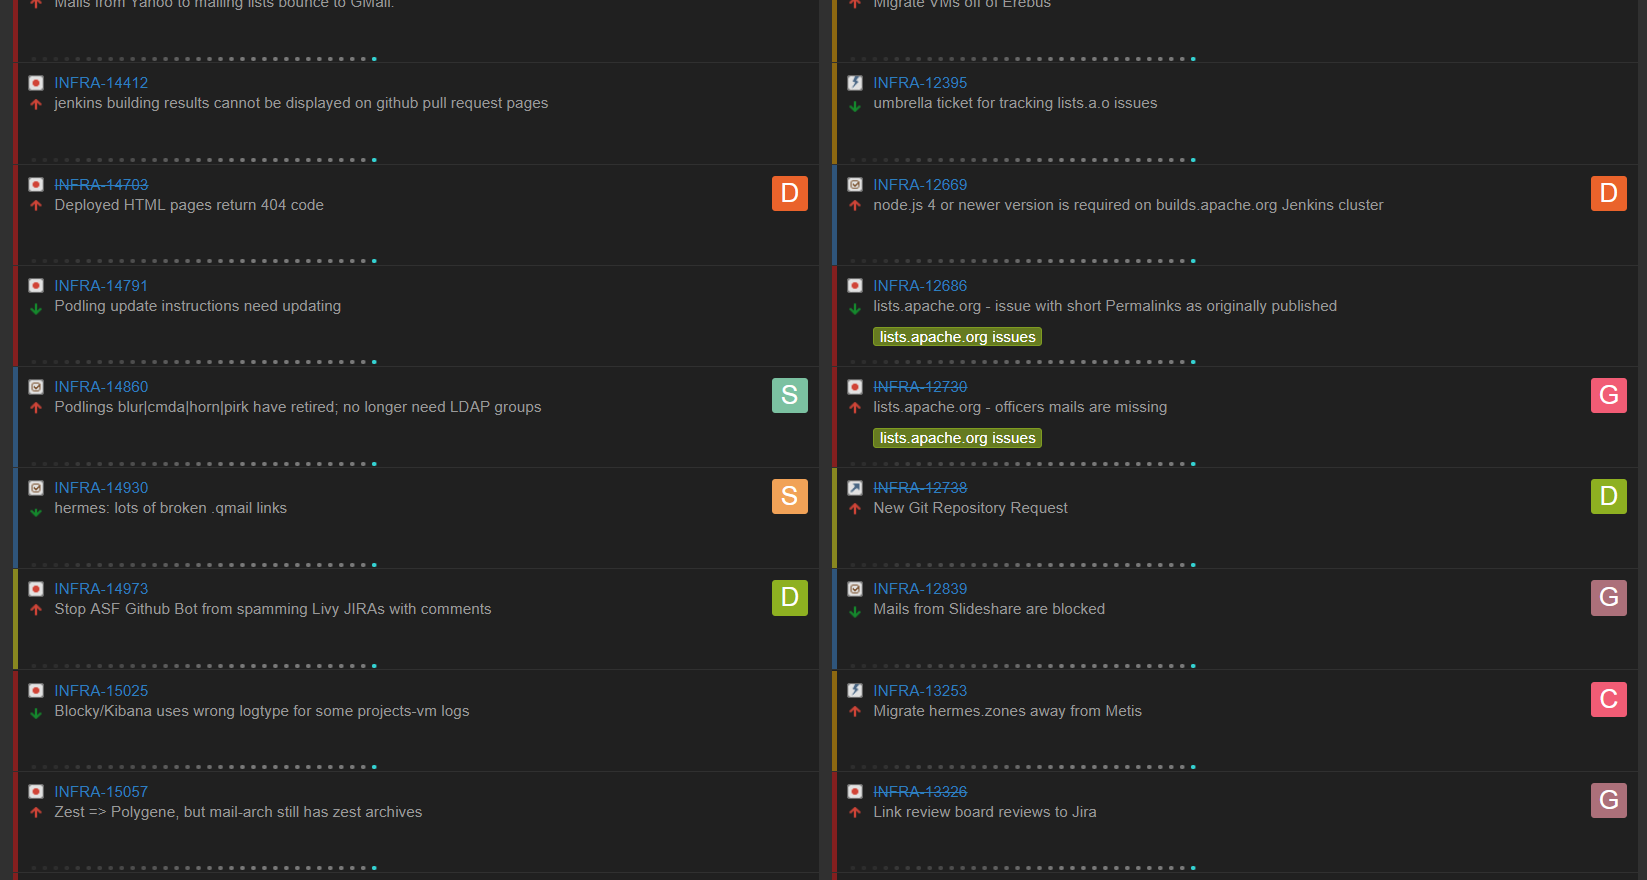 Mails from Yahoo to mailing lists bounce to GMail.
INFRA-14412
jenkins building results cannot be displayed on github pull request pages
INFRA-14703
Deployed HTML pages return 404 code
D
INFRA-14791
Podling update instructions need updating
INFRA-14860
Podlings blur|cmda|horn|pirk have retired; no longer need LDAP groups
S
INFRA-14930
hermes: lots of broken .qmail links
S
INFRA-14973
Stop ASF Github Bot from spamming Livy JIRAs with comments
D
INFRA-15025
Blocky/Kibana uses wrong logtype for some projects-vm logs
INFRA-15057
Zest => Polygene, but mail-arch still has zest archives
Migrate VMs off of Erebus
INFRA-12395
umbrella ticket for tracking lists.a.o issues
INFRA-12669
node.js 4 or newer version is required on builds.apache.org Jenkins cluster
D
INFRA-12686
lists.apache.org - issue with short Permalinks as originally published
lists.apache.org issues
INFRA-12730
lists.apache.org - officers mails are missing
G
lists.apache.org issues
INFRA-12738
New Git Repository Request
D
INFRA-12839
Mails from Slideshare are blocked
G
INFRA-13253
Migrate hermes.zones away from Metis
C
INFRA-13326
Link review board reviews to Jira
G